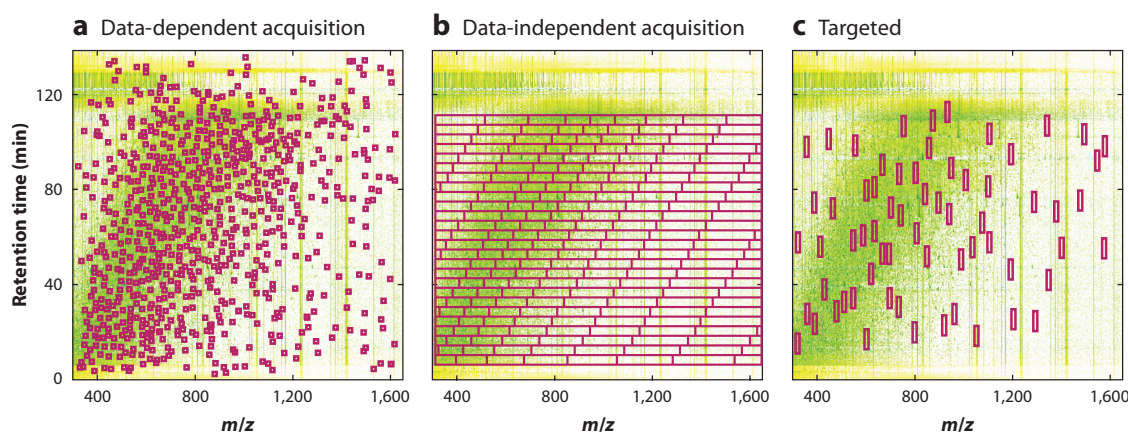 a Data-dependent acquisition
b Data-independent acquisition
c Targeted
Retention time (min)
120
80
40
0
400 800 1,200 1,600
400 800 1,200 1,600
400 800 1,200 1,600
m/z
m/z
m/z